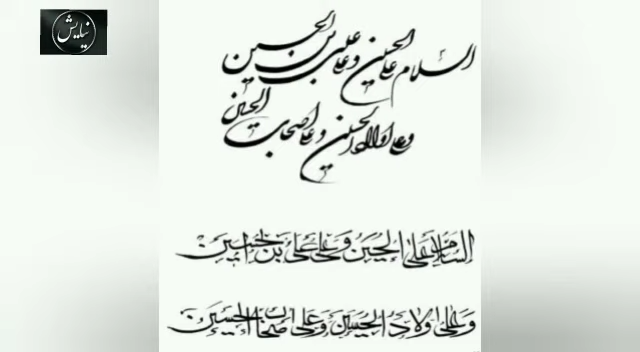 نیایش
السلام علی الحسین و علی علی بن الحسین
و علی اولاد الحسین و علی اصحاب الحسین
السلام علی الحسین و علی علی بن الحسین
و علی اولاد الحسین و علی اصحاب الحسین